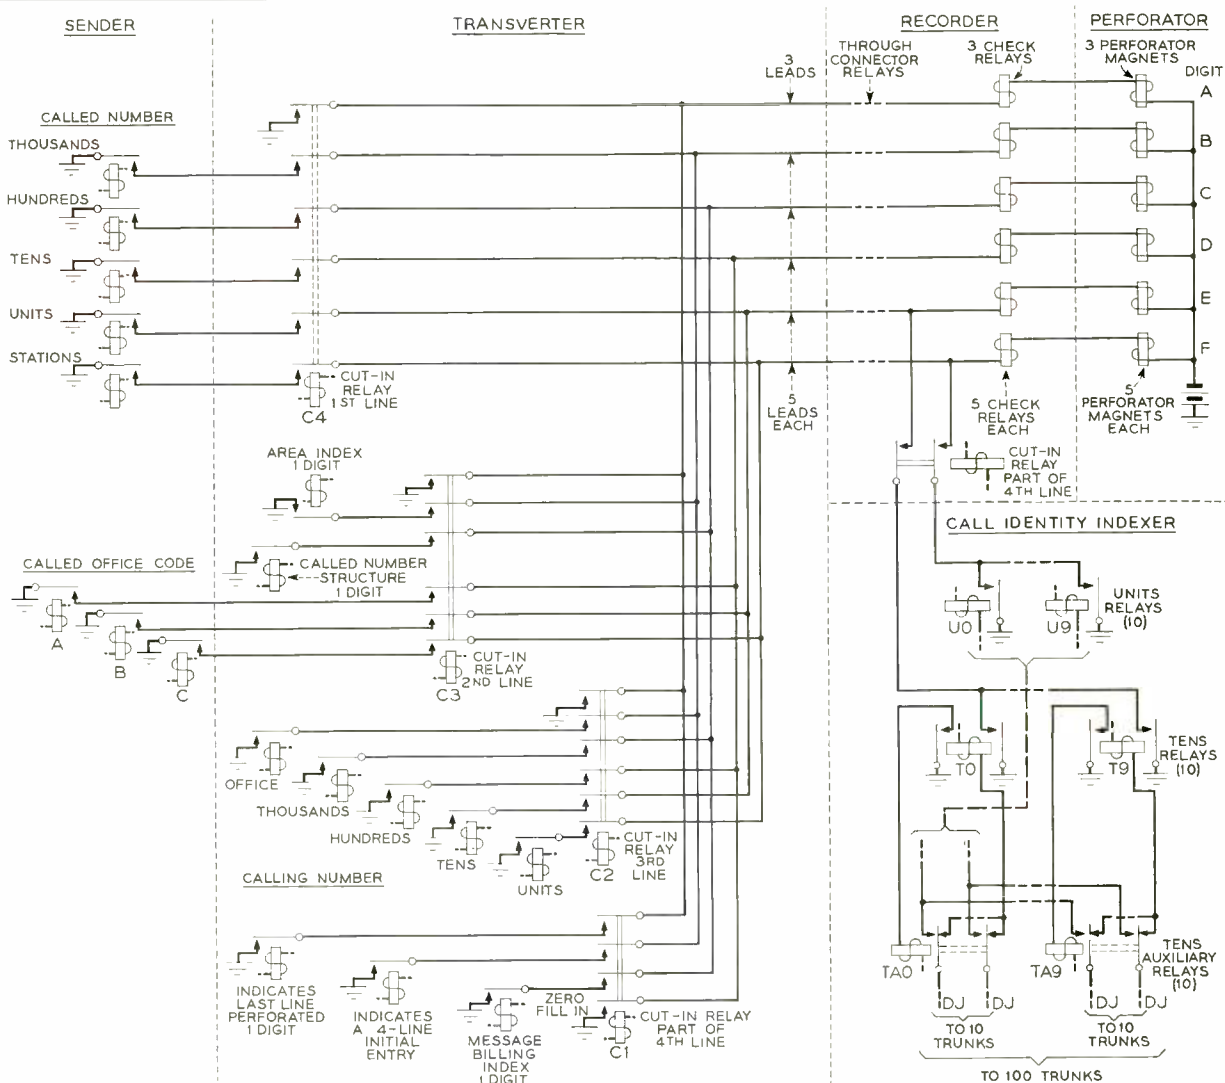 SENDER
TRANSVERTER
RECORDER
PERFORATOR
3
LEADS
THROUGH
CONNECTOR
RELAYS
3 CHECK
RELAYS
3 PERFORATOR
MAGNETS
DIGIT
A
B
C
D
E
F
CALLED NUMBER
THOUSANDS
HUNDREDS
TENS
UNITS
STATIONS
CUT-IN
RELAY
1ST LINE
C4
5
LEADS
EACH
5 CHECK
RELAYS
EACH
5
PERFORATOR
MAGNETS
EACH
AREA INDEX
1 DIGIT
CUT-IN
RELAY
PART OF
4TH LINE
CALL IDENTITY INDEXER
CALLED OFFICE CODE
CALLED NUMBER
STRUCTURE
1 DIGIT
A
B
C
CUT-IN
RELAY
2ND LINE
C3
U0
U9
UNITS
RELAYS
(10)
OFFICE
THOUSANDS
HUNDREDS
TENS
UNITS
CUT-IN
RELAY
3RD
LINE
C2
CALLING NUMBER
T0
T9
TENS
RELAYS
(10)
INDICATES
LAST LINE
PERFORATED
1 DIGIT
INDICATES
A 4-LINE
INITIAL
ENTRY
MESSAGE
BILLING
INDEX
1 DIGIT
ZERO
FILL IN
C1
CUT-IN RELAY
PART OF
4TH LINE
TA0
TA9
TENS
AUXILIARY
RELAYS
(10)
DJ
DJ
DJ
DJ
TO 10
TRUNKS
TO 10
TRUNKS
TO 100 TRUNKS